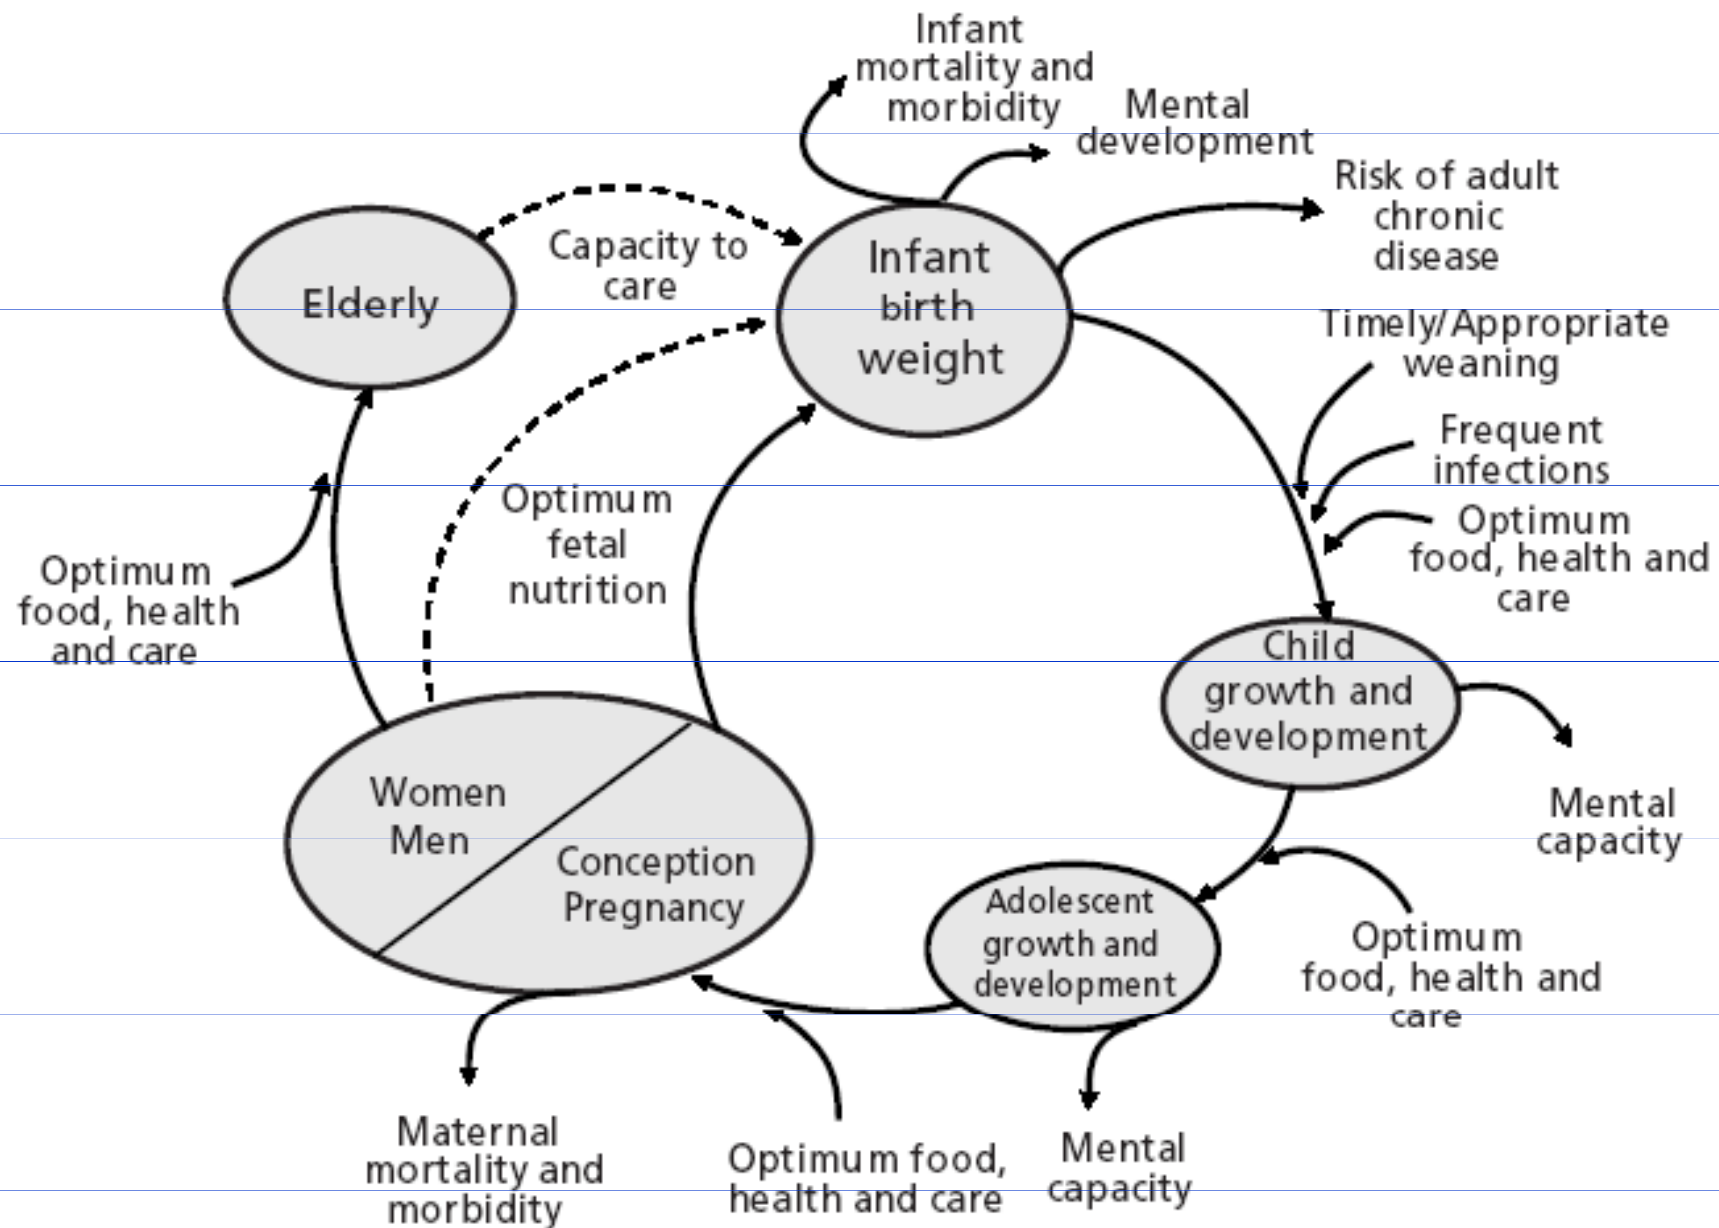 Infant
mortality and
morbidity
Mental
development
Risk of adult
chronic
disease
Capacity to
care
Elderly
Infant
birth
weight
Timely/Appropriate
weaning
Frequent
infections
Optimum
food, health and
care
Optimum
fetal
nutrition
Optimum
food, health
and care
Child
growth and
development
Mental
capacity
Women
Men
Conception
Pregnancy
Adolescent
growth and
development
Optimum
food, health and
care
Maternal
mortality and
morbidity
Optimum food,
health and care
Mental
capacity